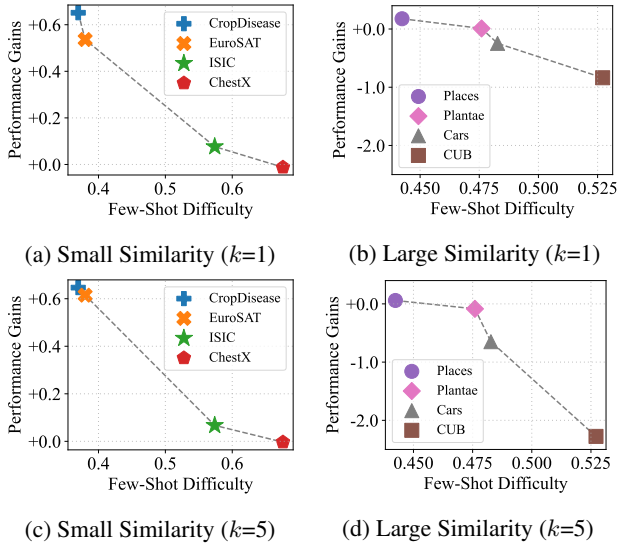 Performance Gains
+0.6
+0.4
+0.2
+0.0
0.4
0.5
0.6
Few-Shot Difficulty
CropDisease
EuroSAT
ISIC
ChestX
(a) Small Similarity (k=1)
Performance Gains
+0.0
-1.0
-2.0
0.450
0.475
0.500
0.525
Few-Shot Difficulty
Places
Plantae
Cars
CUB
(b) Large Similarity (k=1)
Performance Gains
+0.6
+0.4
+0.2
+0.0
0.4
0.5
0.6
Few-Shot Difficulty
CropDisease
EuroSAT
ISIC
ChestX
(c) Small Similarity (k=5)
Performance Gains
+0.0
-1.0
-2.0
0.450
0.475
0.500
0.525
Few-Shot Difficulty
Places
Plantae
Cars
CUB
(d) Large Similarity (k=5)